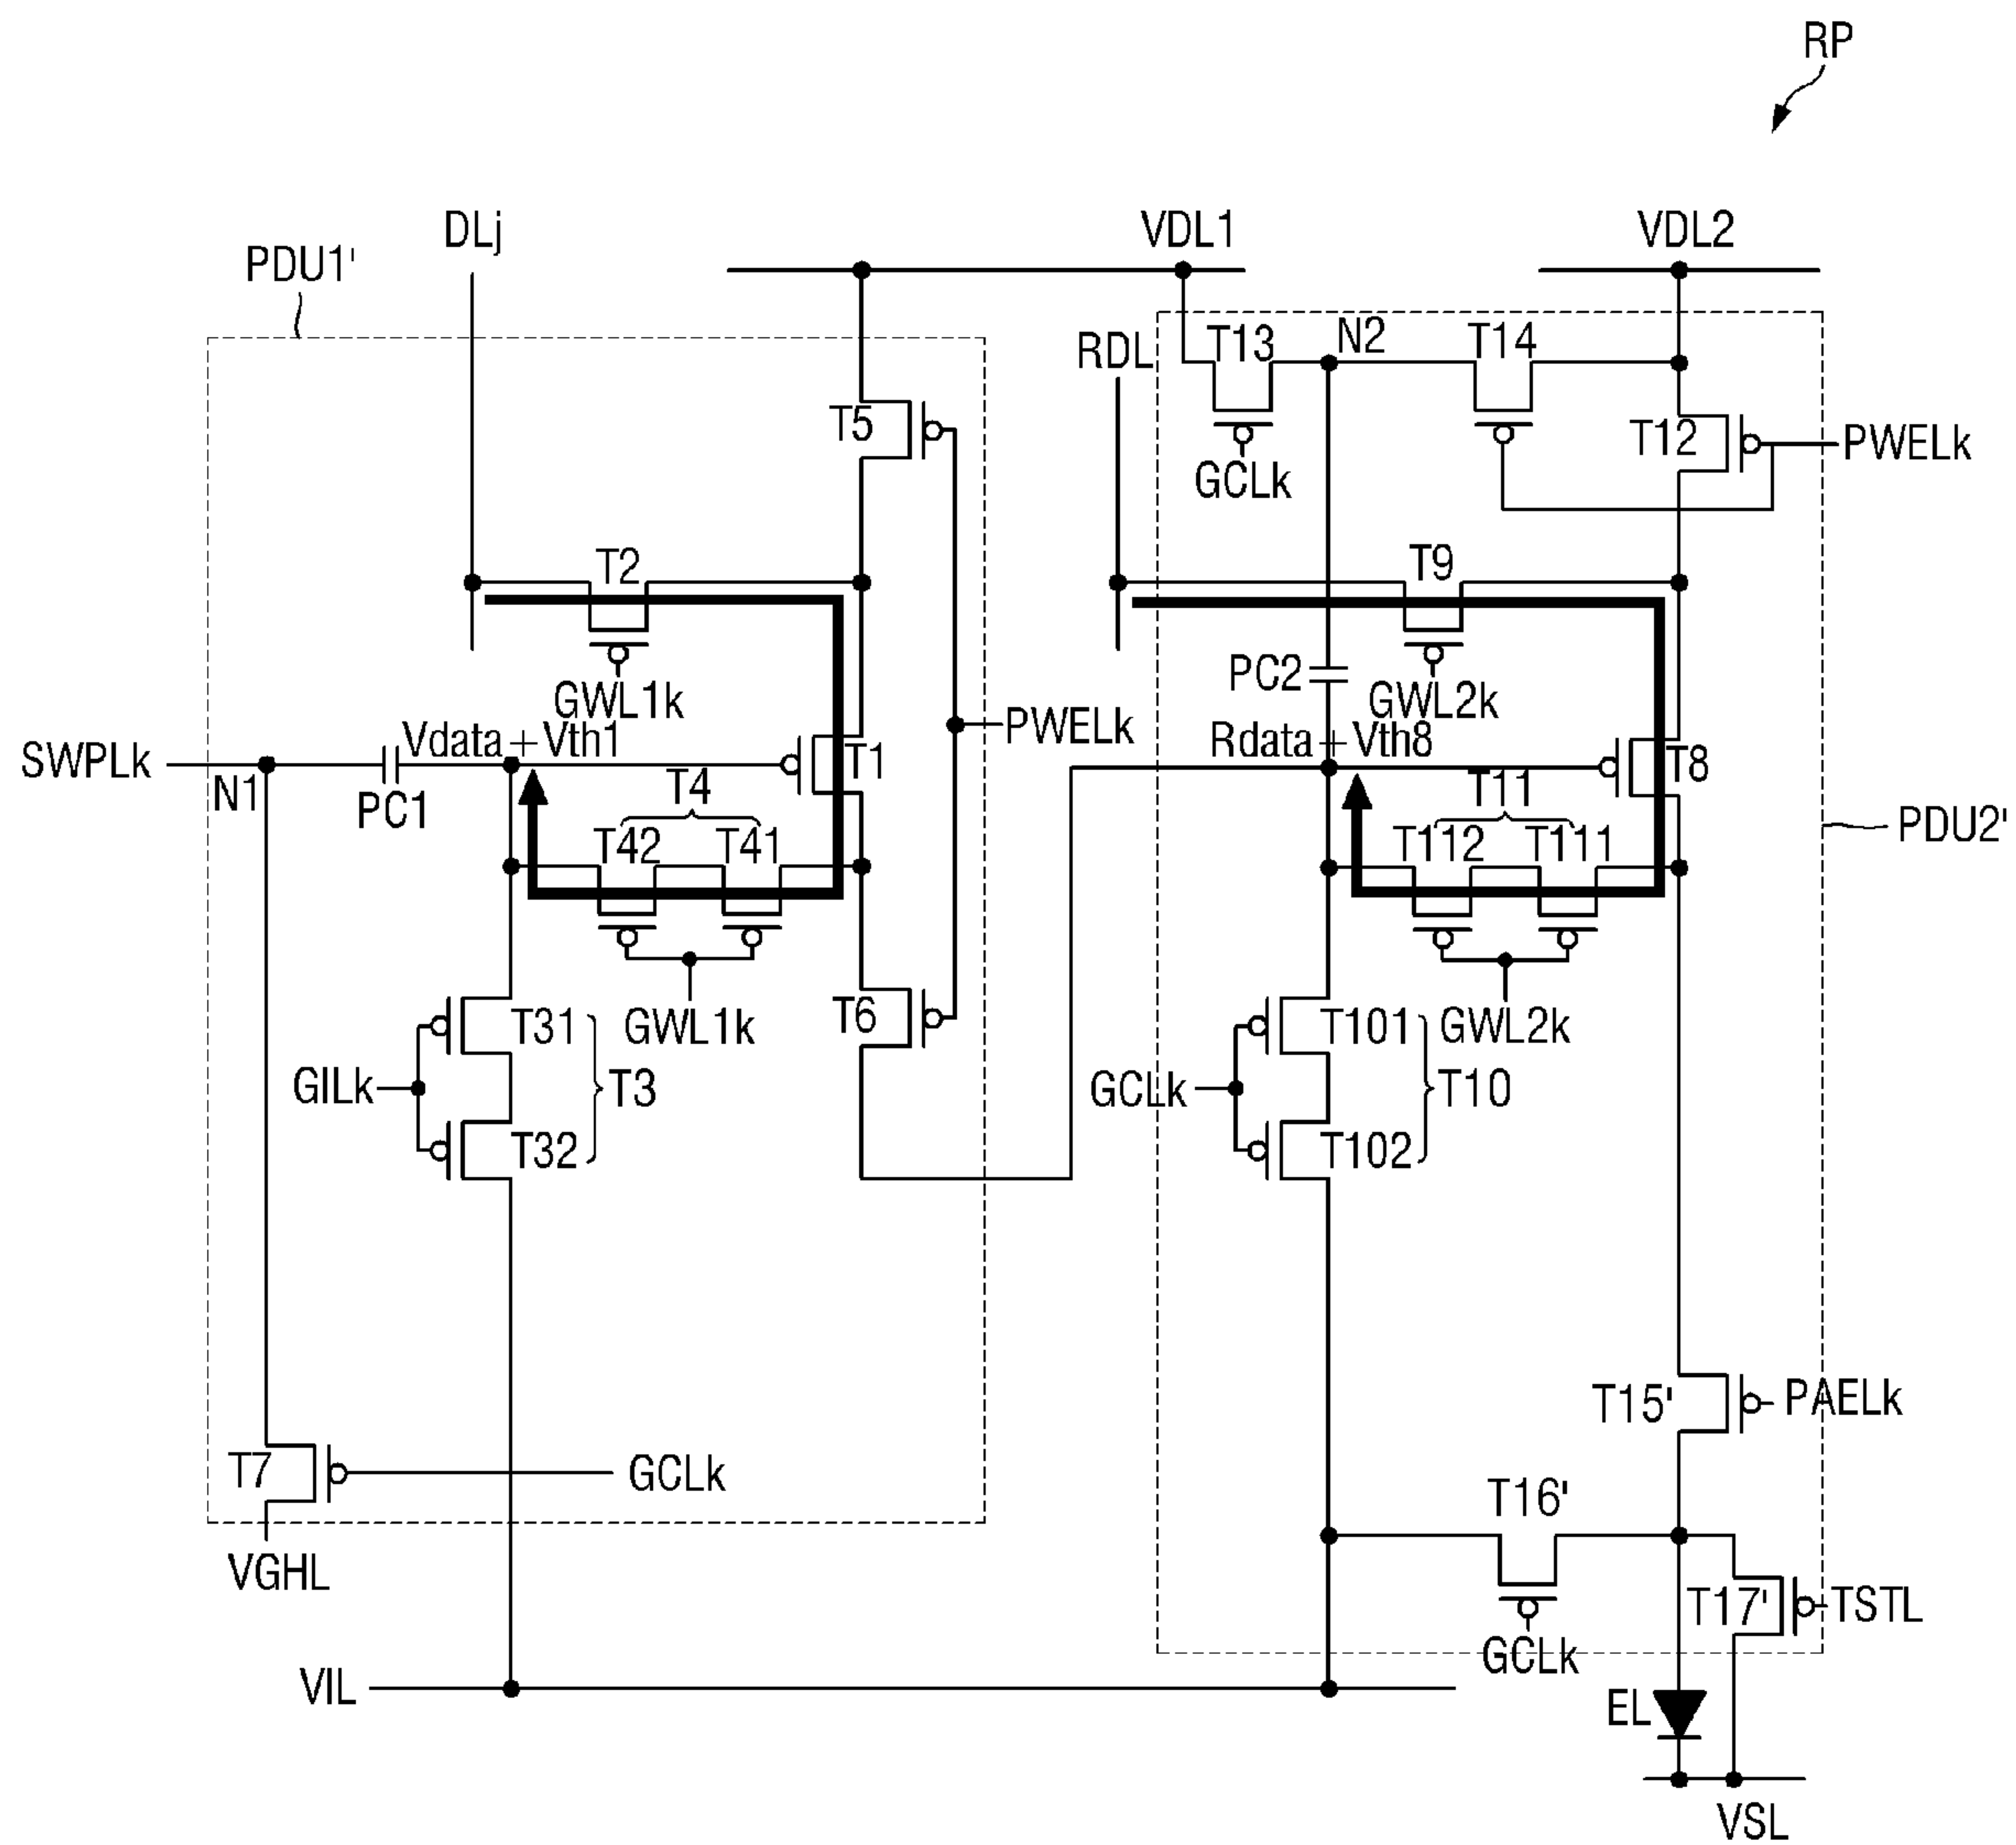 RP
DLj
VDL1
VDL2
PDU1'
T13
N2
T14
RDL
T5
T12
PWELk
GCLk
T2
T9
GWL1k
PC2
GWL2k
Vdata+Vth1
PWELk
Rdata+Vth8
SWPLk
N1
PC1
T1
T8
T4
T11
T42
T41
T112
T111
PDU2'
T31
GWL1k
T6
T101
GWL2k
GILk
T3
GCLk
T10
T32
T102
T15'
PAELk
T7
GCLk
T16'
VGHL
T17'
TSTL
GCLk
VIL
EL
VSL